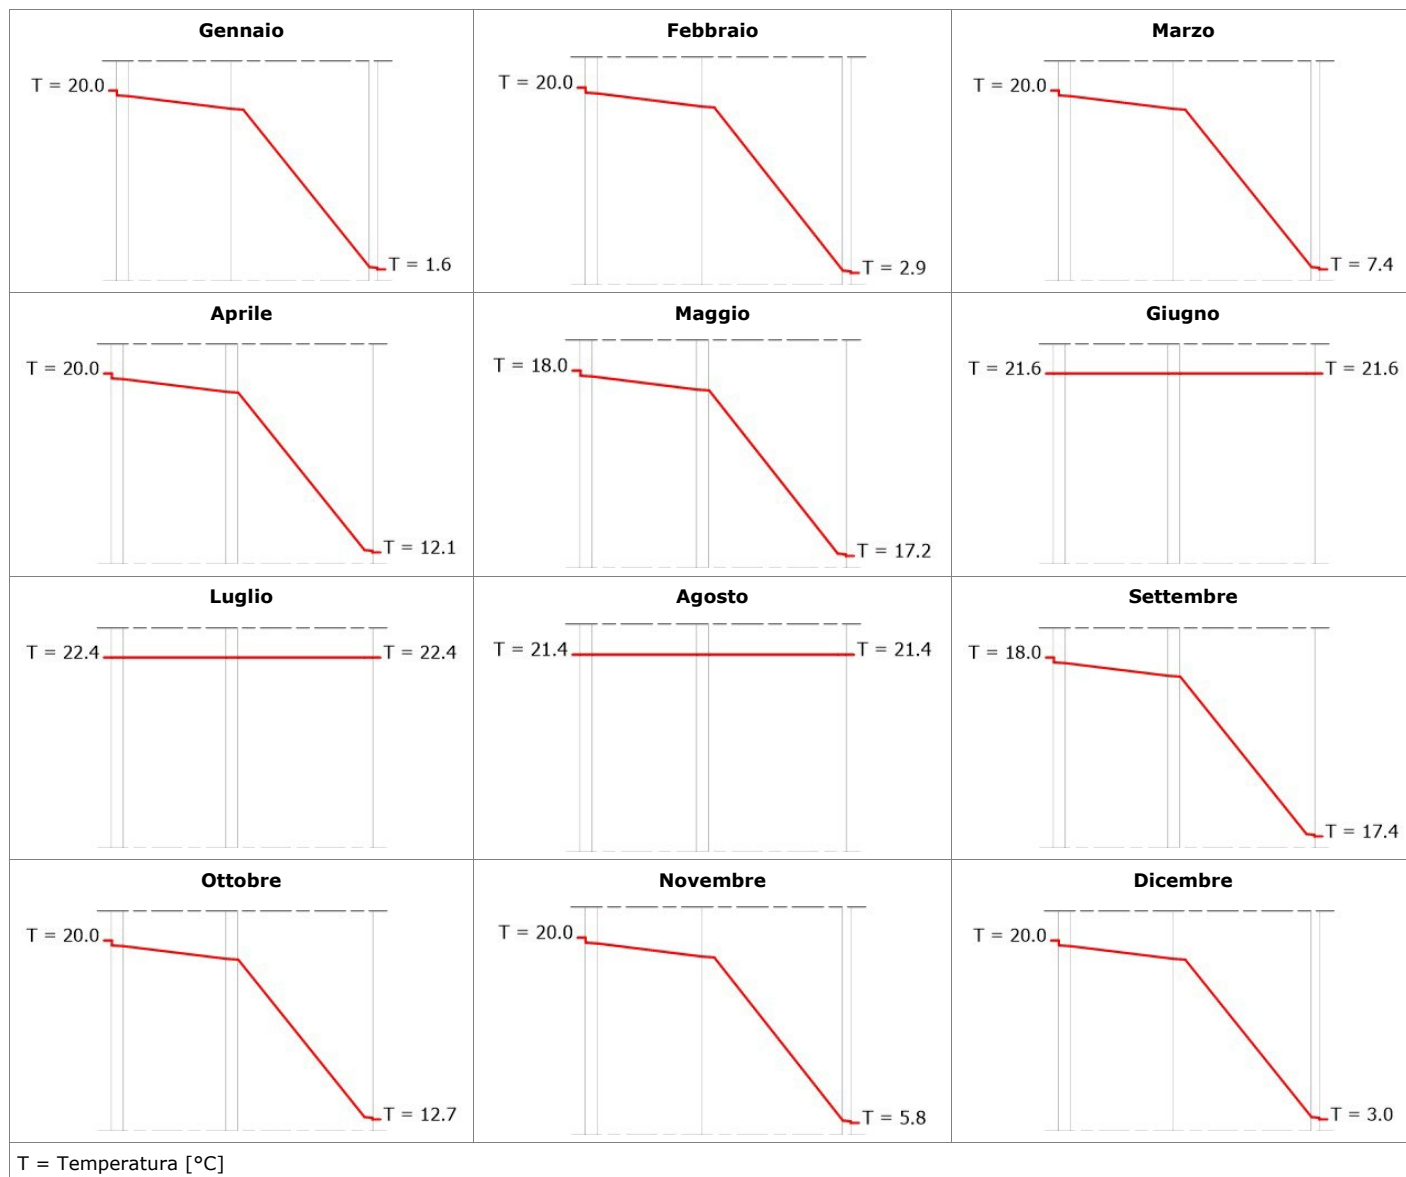 Gennaio Febbraio Marzo
T = 20.0 T = 20.0 T = 20.0
T = 1.6 T = 2.9 T = 7.4
Aprile Maggio Giugno
T = 20.0 T = 18.0 T = 21.6 T = 21.6
T = 12.1 T = 17.2
Luglio Agosto Settembre
T = 22.4 T = 22.4 T = 21.4 T = 21.4 T = 18.0
T = 17.4
Ottobre Novembre Dicembre
T = 20.0 T = 20.0 T = 20.0
T = 12.7 T = 5.8 T = 3.0
T = Temperatura [°C]